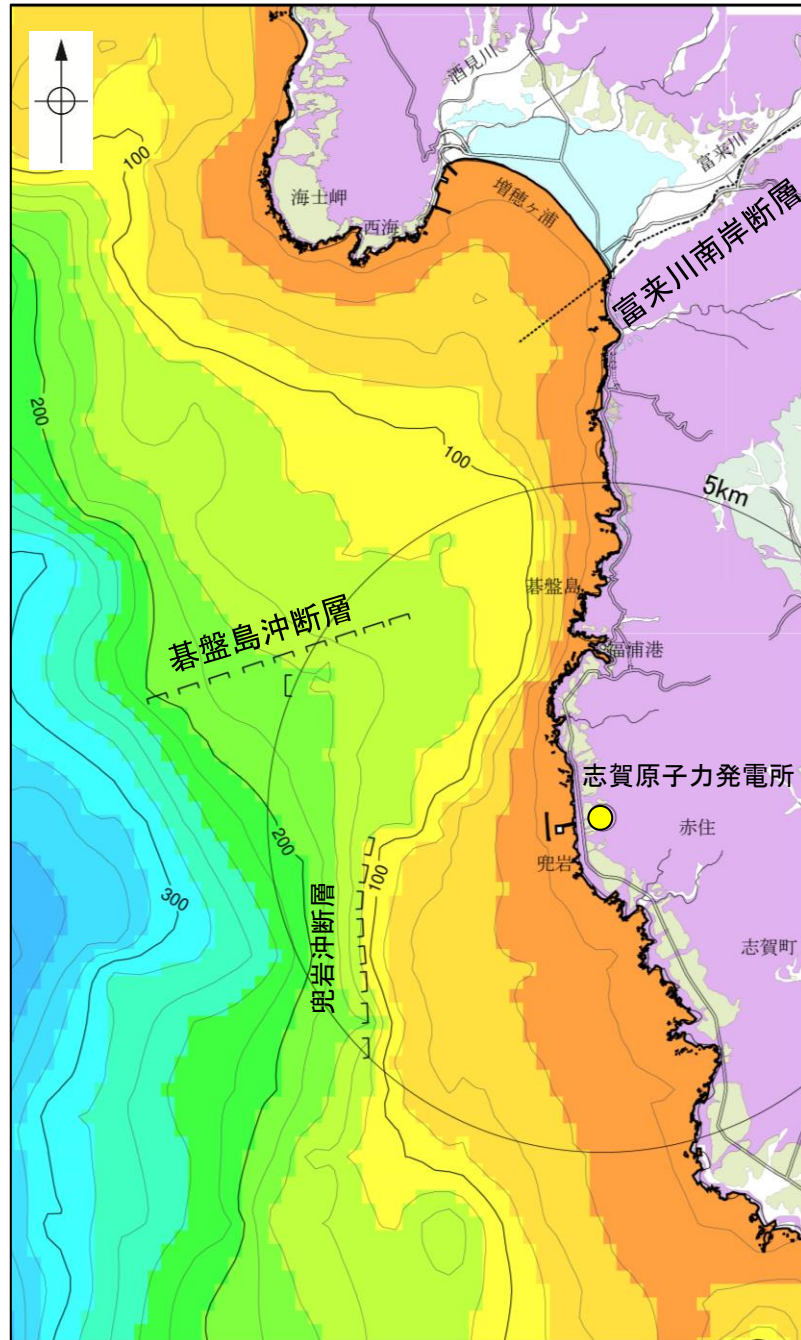 酒見川
100
富来川
海士岬
増穂ヶ浦
西海
富来川南岸断層
200
100
5km
碁盤島
碁盤島沖断層
福浦港
志賀原子力発電所
赤住
200
100
兜岩
300
兜岩沖断層
志賀町